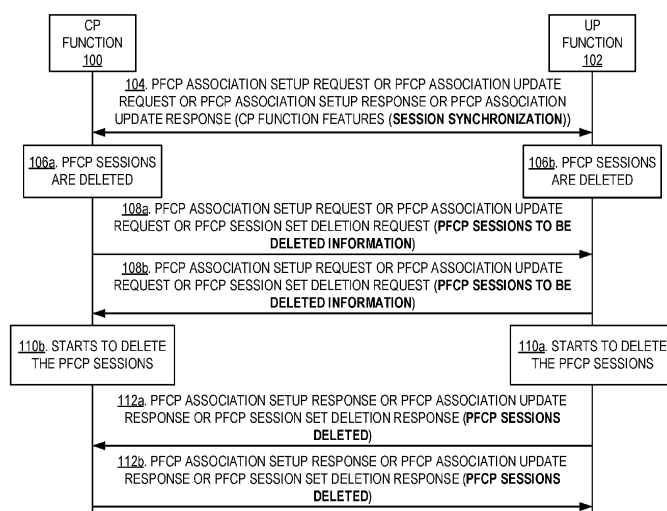 CP
FUNCTION
100
UP
FUNCTION
102
104. PFCP ASSOCIATION SETUP REQUEST OR PFCP ASSOCIATION UPDATE
REQUEST OR PFCP ASSOCIATION SETUP RESPONSE OR PFCP ASSOCIATION
UPDATE RESPONSE (CP FUNCTION FEATURES (SESSION SYNCHRONIZATION))
106a. PFCP SESSIONS
ARE DELETED
106b. PFCP SESSIONS
ARE DELETED
108a. PFCP ASSOCIATION SETUP REQUEST OR PFCP ASSOCIATION UPDATE
REQUEST OR PFCP SESSION SET DELETION REQUEST (PFCP SESSIONS TO BE
DELETED INFORMATION)
108b. PFCP ASSOCIATION SETUP REQUEST OR PFCP ASSOCIATION UPDATE
REQUEST OR PFCP SESSION SET DELETION REQUEST (PFCP SESSIONS TO BE
DELETED INFORMATION)
110b. STARTS TO DELETE
THE PFCP SESSIONS
110a. STARTS TO DELETE
THE PFCP SESSIONS
112a. PFCP ASSOCIATION SETUP RESPONSE OR PFCP ASSOCIATION UPDATE
RESPONSE OR PFCP SESSION SET DELETION RESPONSE (PFCP SESSIONS
DELETED)
112b. PFCP ASSOCIATION SETUP RESPONSE OR PFCP ASSOCIATION UPDATE
RESPONSE OR PFCP SESSION SET DELETION RESPONSE (PFCP SESSIONS
DELETED)